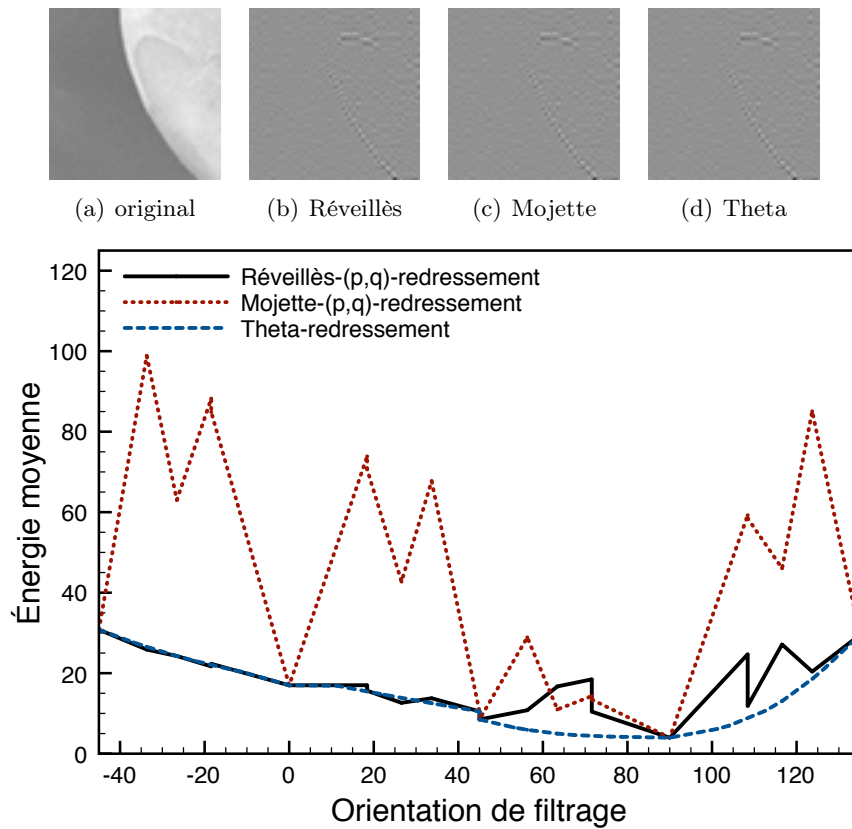 (a) original (b) Réveillès (c) Mojette (d) Theta
Réveillès-(p,q)-redressement
Mojette-(p,q)-redressement
Theta-redressement
Énergie moyenne
120
100
80
60
40
20
0
-40 -20 0 20 40 60 80 100 120
Orientation de filtrage